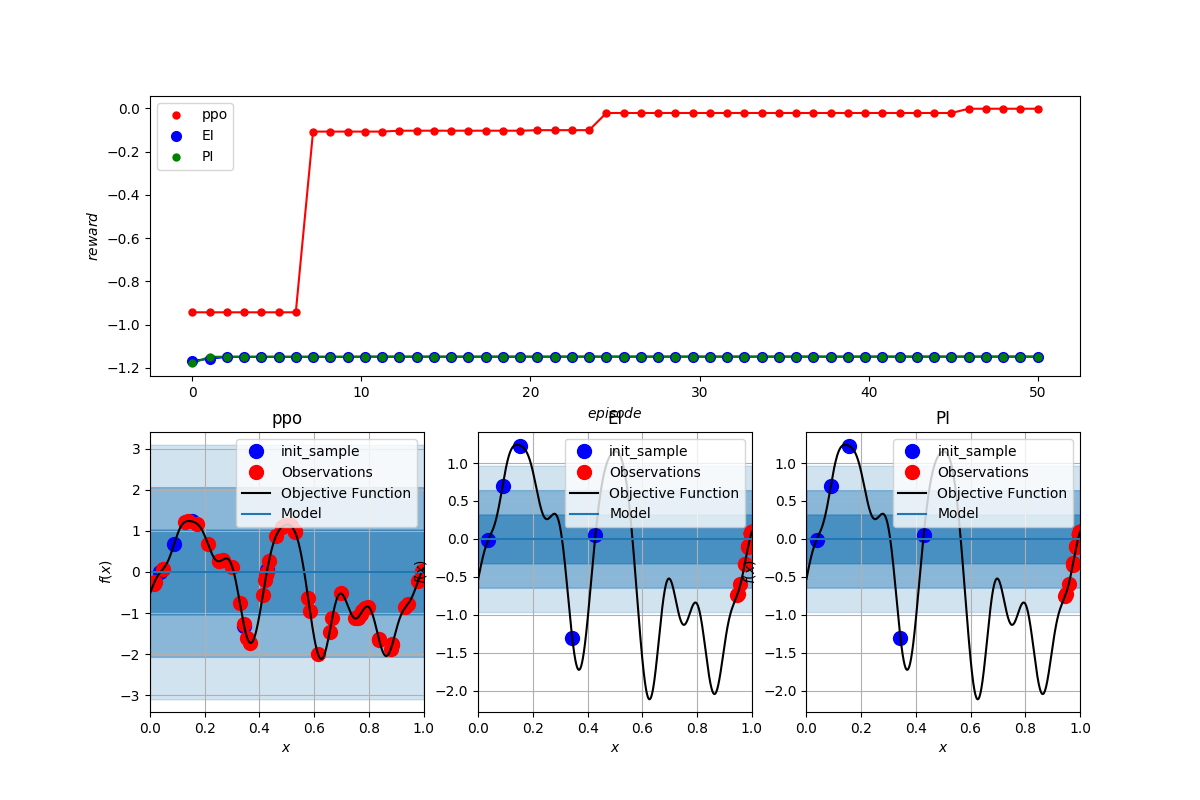 0.0
−0.2
−0.4
−0.6
−0.8
−1.0
−1.2
reward
ppo
EI
PI
0 10 20 30 40 50
episode
ppo
EI
PI
3
2
1
0
−1
−2
−3
f(x)
init_sample
Observations
Objective Function
Model
0.0 0.2 0.4 0.6 0.8 1.0
x
1.0
0.5
0.0
−0.5
−1.0
−1.5
−2.0
f(x)
init_sample
Observations
Objective Function
Model
0.0 0.2 0.4 0.6 0.8 1.0
x
1.0
0.5
0.0
−0.5
−1.0
−1.5
−2.0
f(x)
init_sample
Observations
Objective Function
Model
0.0 0.2 0.4 0.6 0.8 1.0
x